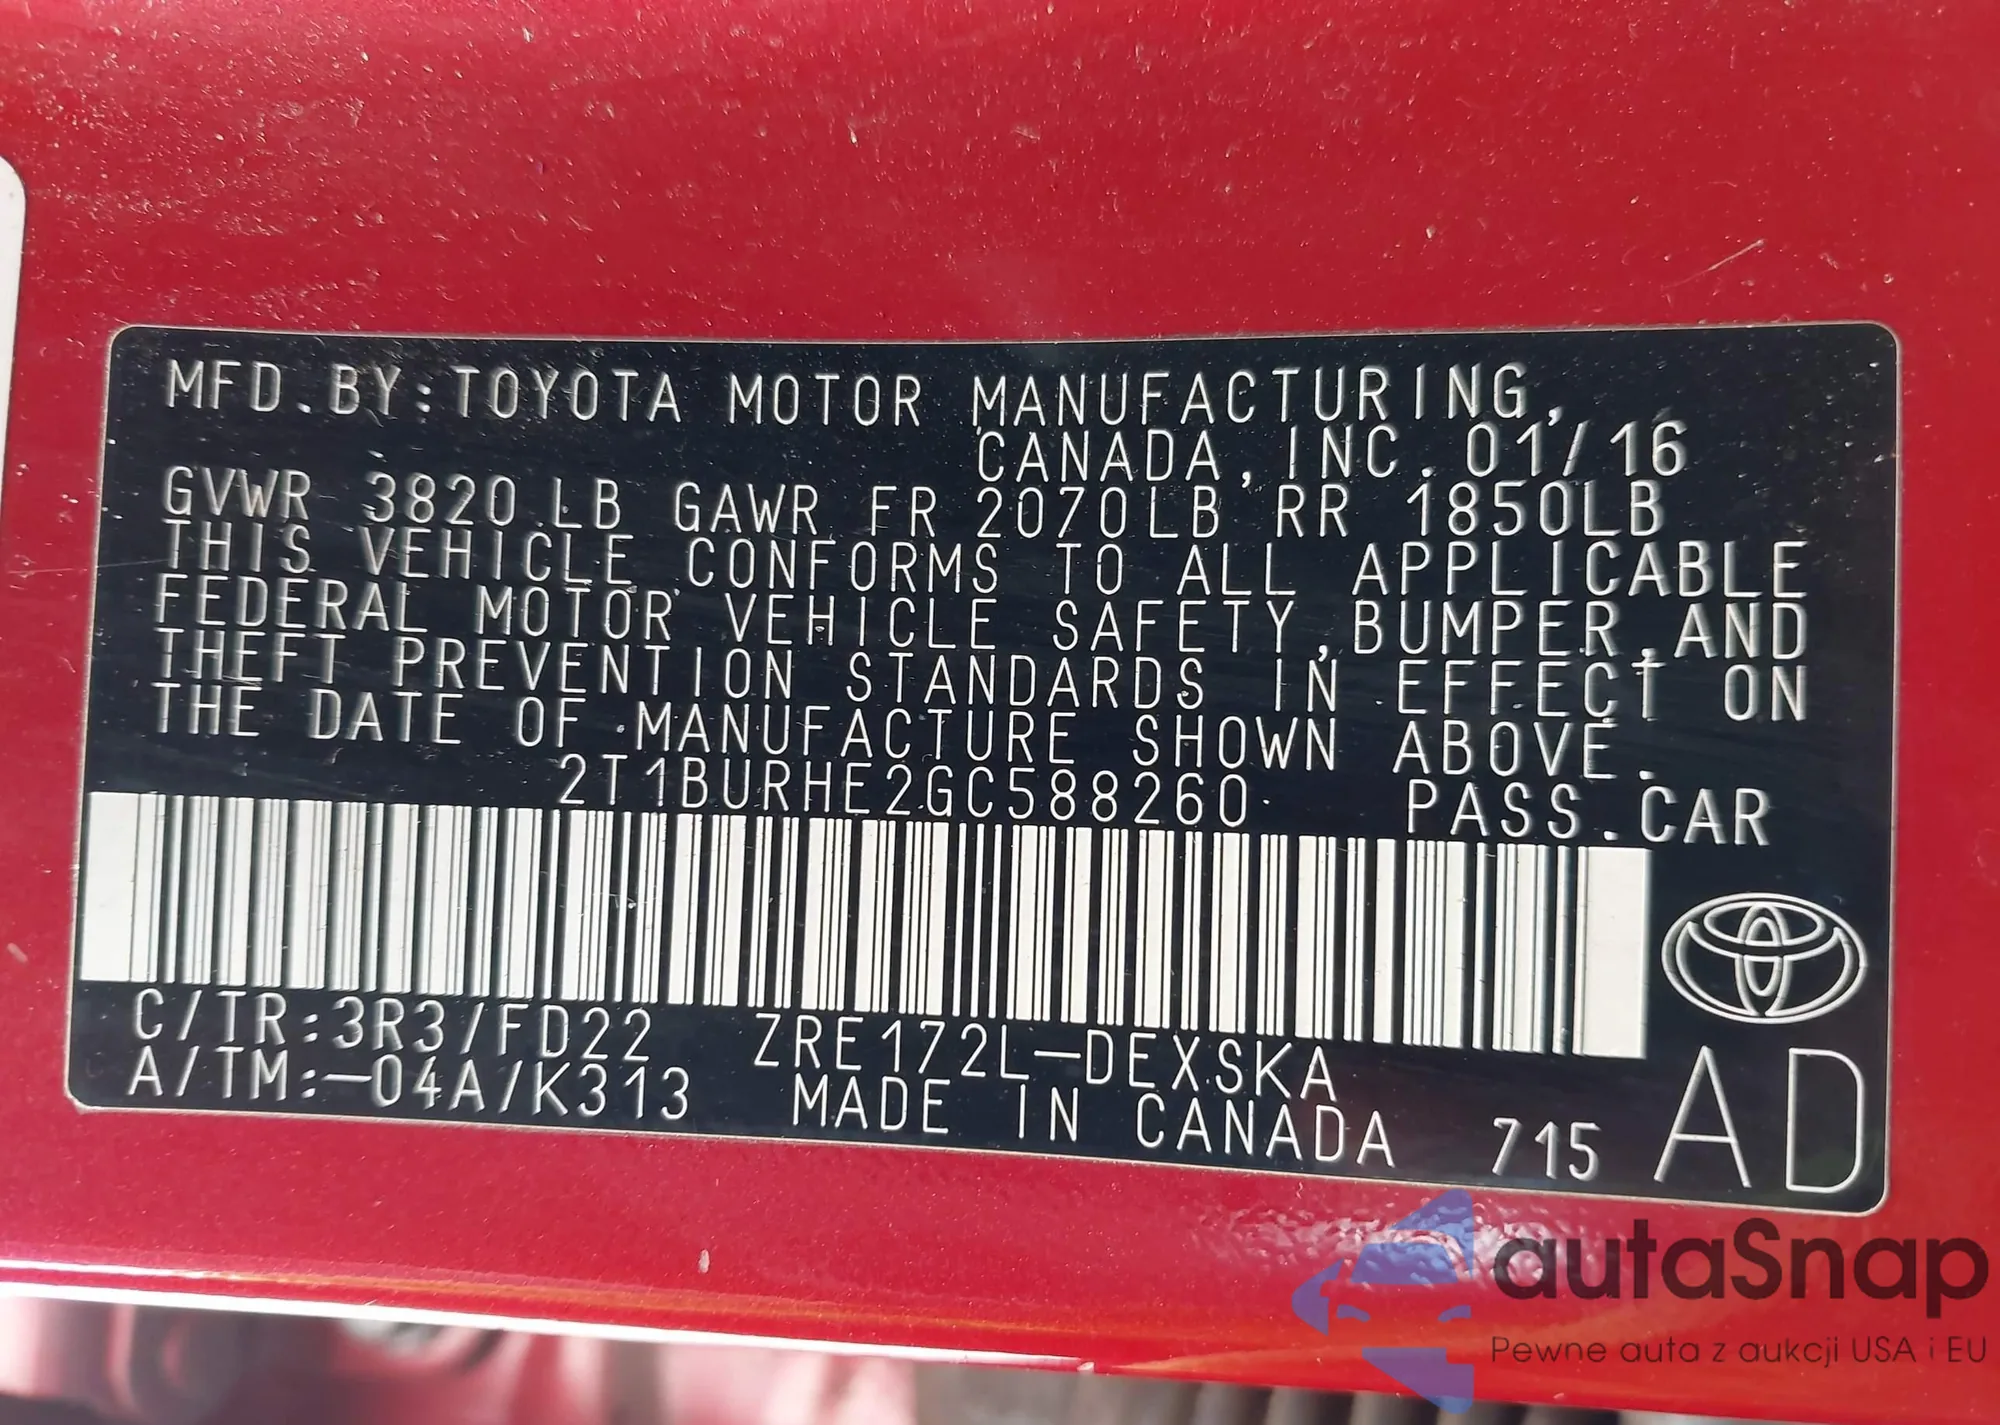 MFD.BY:TOYOTA MOTOR MANUFACTURING,
CANADA,INC.01/16
GVWR 3820 LB GAWR FR 2070LB RR 1850LB
THIS VEHICLE CONFORMS TO ALL APPLICABLE
FEDERAL MOTOR VEHICLE SAFETY,BUMPER,AND
THEFT PREVENTION STANDARDS IN EFFECT ON
THE DATE OF MANUFACTURE SHOWN ABOVE.
2T1BURHE2GC588260 PASS.CAR
C/TR:3R3/FD22 ZRE172L-DEXSKA
A/TM:-04A/K313 MADE IN CANADA 715 AD
autaSnap
Pewne auta z aukcji USA i EU